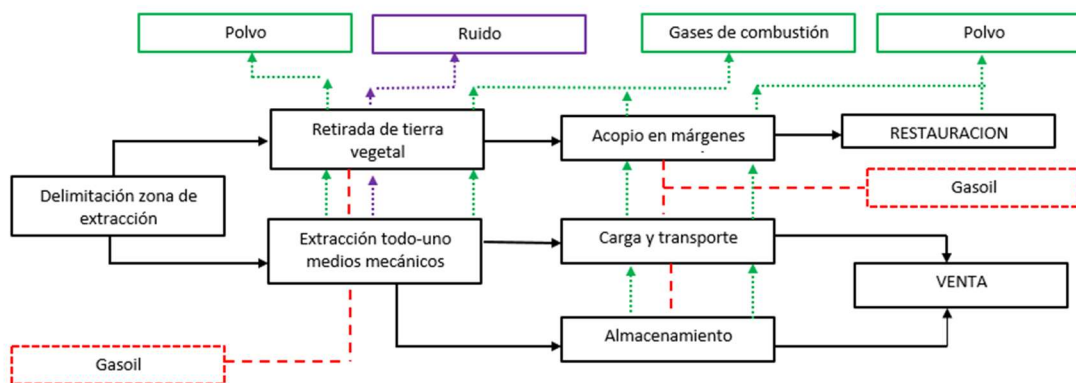 Polvo
Ruido
Gases de combustión
Polvo
Retirada de tierra
vegetal
Acopio en márgenes
RESTAURACION
Delimitación zona de
extracción
Gasoil
Extracción todo-uno
medios mecánicos
Carga y transporte
VENTA
Almacenamiento
Gasoil